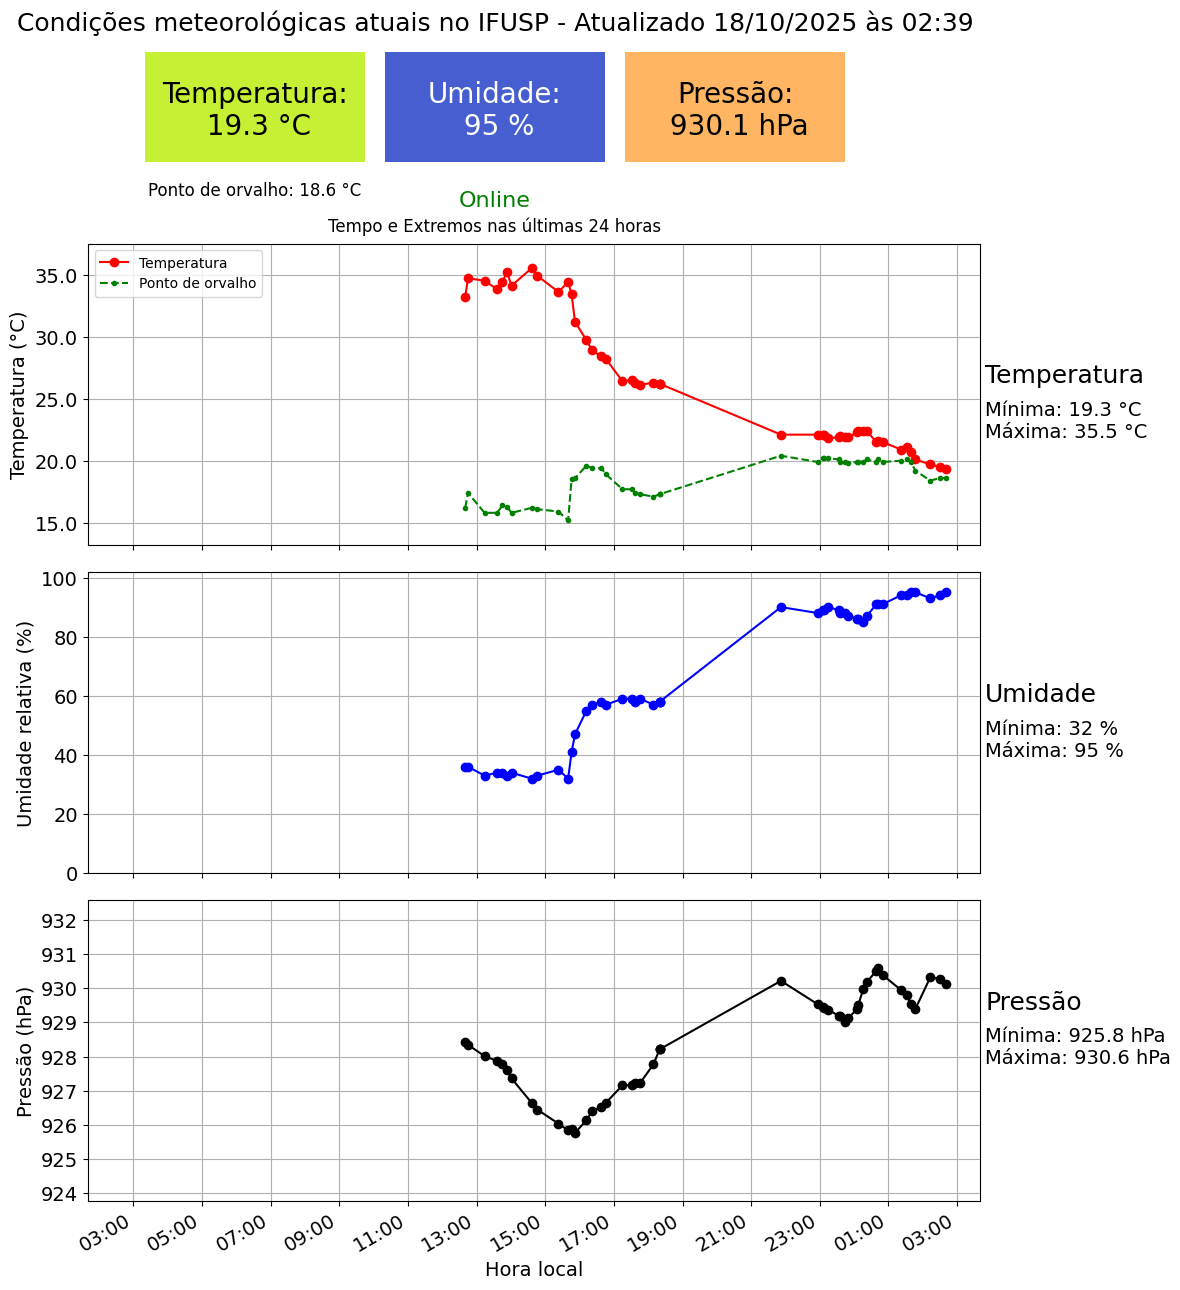 Condições meteorológicas atuais no IFUSP - Atualizado 18/10/2025 às 02:39
Temperatura:
19.3 °C
Umidade:
95 %
Pressão:
930.1 hPa
Ponto de orvalho: 18.6 °C
Online
Tempo e Extremos nas últimas 24 horas
Temperatura
Ponto de orvalho
Temperatura (°C)
35.0
30.0
25.0
20.0
15.0
Temperatura
Mínima: 19.3 °C
Máxima: 35.5 °C
Umidade relativa (%)
100
80
60
40
20
0
Umidade
Mínima: 32 %
Máxima: 95 %
Pressão (hPa)
932
931
930
929
928
927
926
925
924
Pressão
Mínima: 925.8 hPa
Máxima: 930.6 hPa
03:00
05:00
07:00
09:00
11:00
13:00
15:00
17:00
19:00
21:00
23:00
01:00
03:00
Hora local